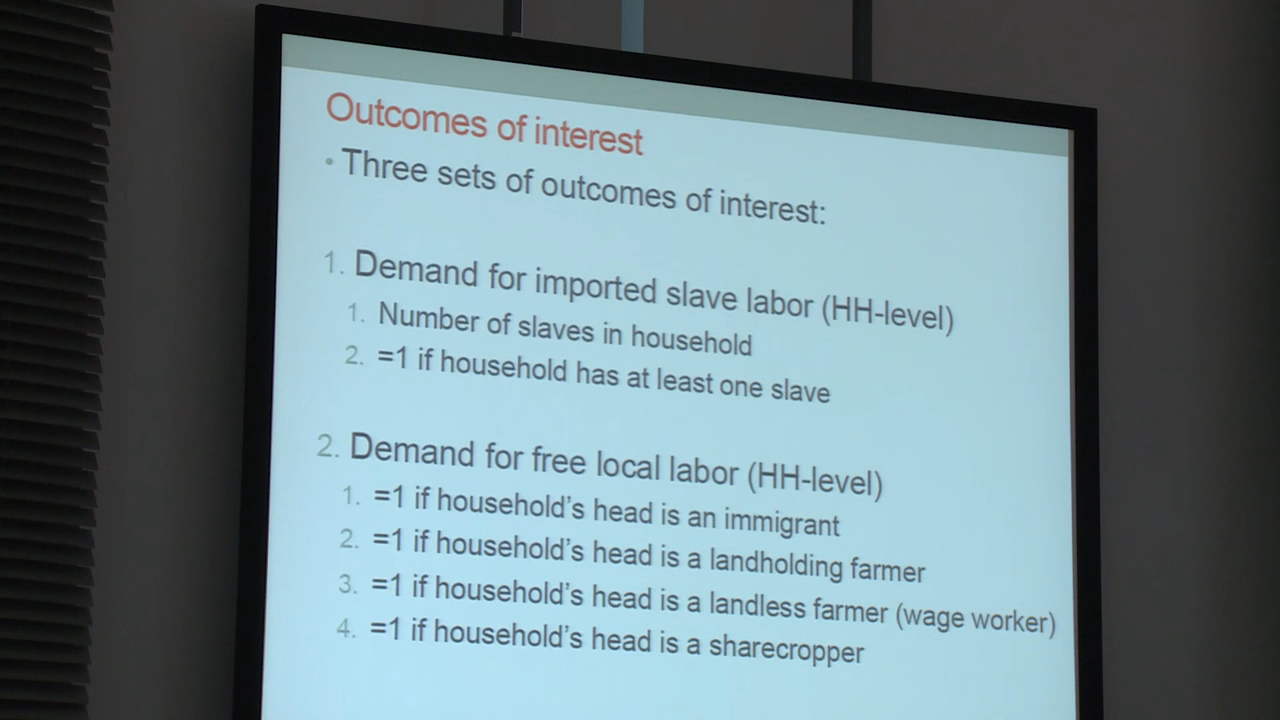 Outcomes of interest
• Three sets of outcomes of interest:
1. Demand for imported slave labor (HH-level)
1. Number of slaves in household
2. =1 if household has at least one slave
2. Demand for free local labor (HH-level)
1. =1 if household’s head is an immigrant
2. =1 if household’s head is a landholding farmer
3. =1 if household’s head is a landless farmer (wage worker)
4. =1 if household’s head is a sharecropper